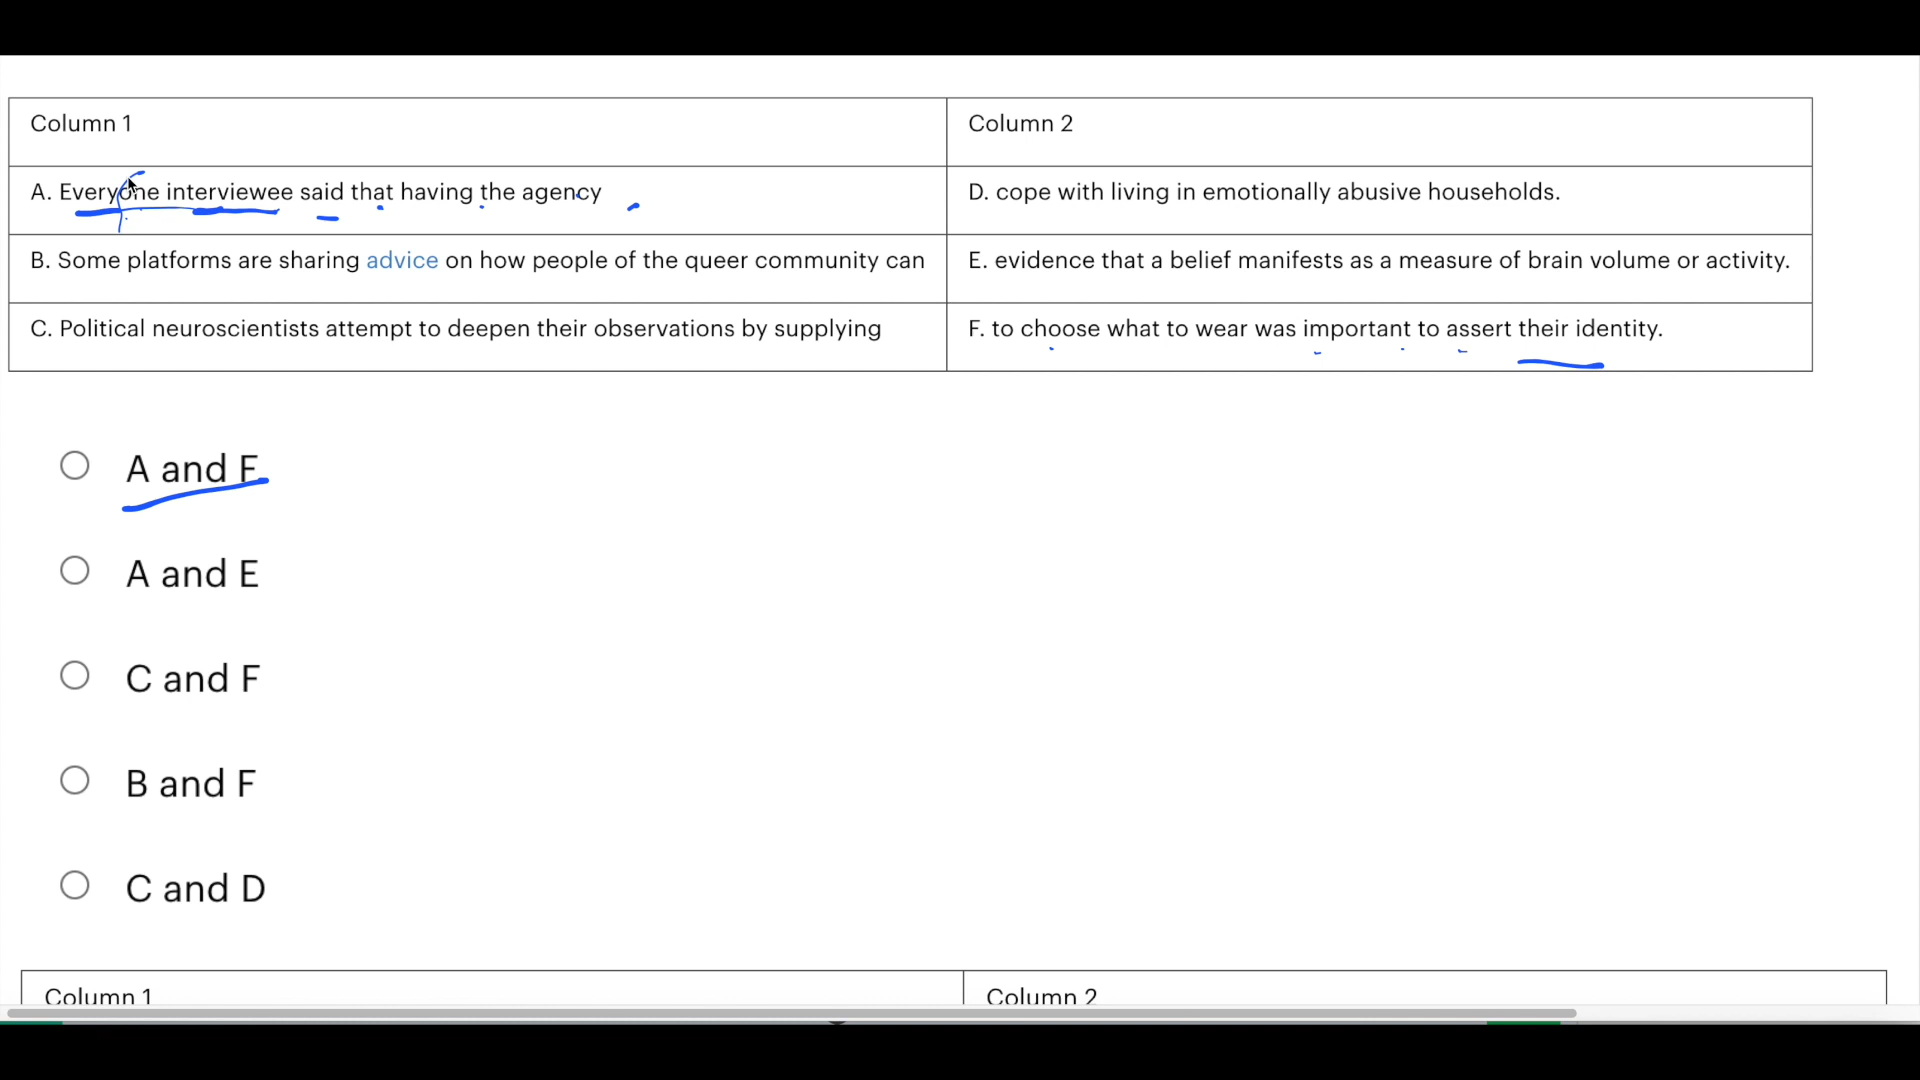 Column 1
Column 2
A. Everyone interviewee said that having the agency
D. cope with living in emotionally abusive households.
B. Some platforms are sharing advice on how people of the queer community can
E. evidence that a belief manifests as a measure of brain volume or activity.
C. Political neuroscientists attempt to deepen their observations by supplying
F. to choose what to wear was important to assert their identity.
A and F
A and E
C and F
B and F
C and D
Column 1
Column 2